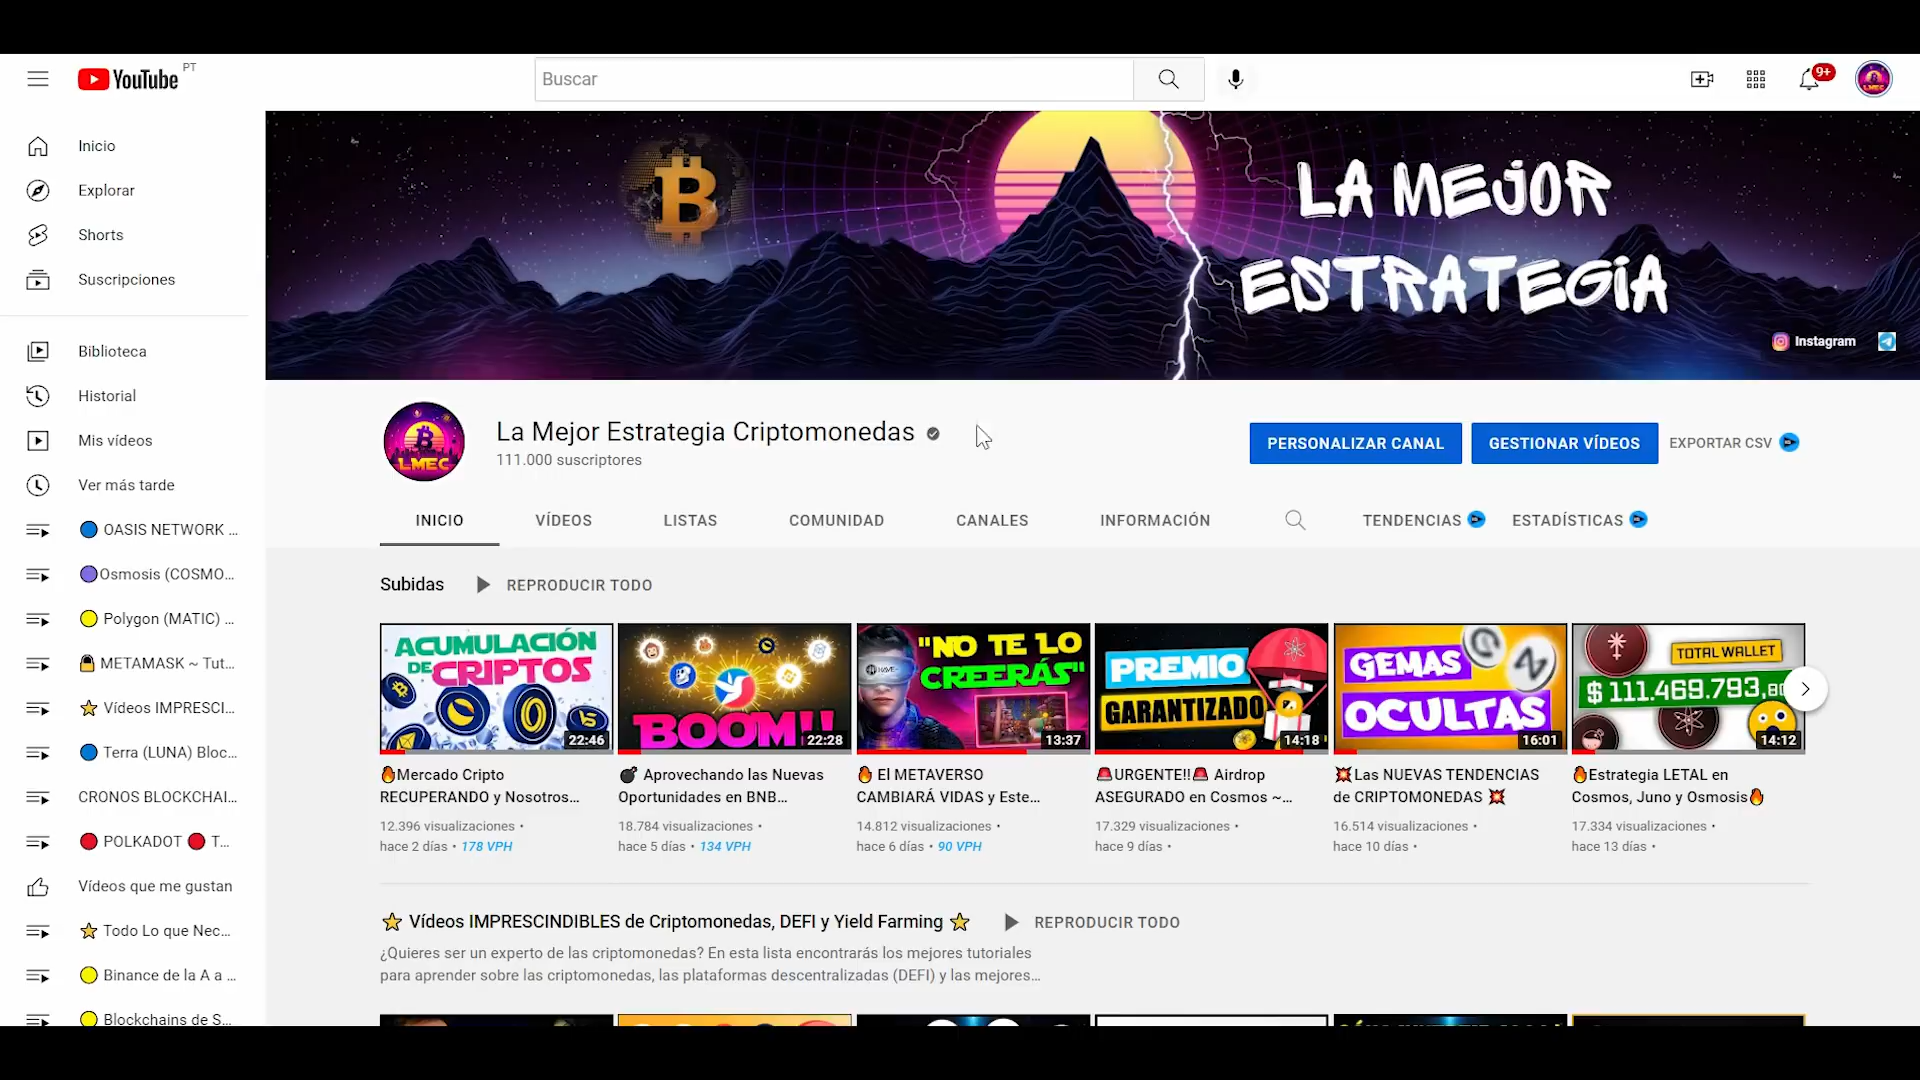 YouTube PT
Buscar
9+
Inicio
Explorar
Shorts
Suscripciones
Biblioteca
Historial
Mis vídeos
Ver más tarde
🔵 OASIS NETWORK ...
🟣Osmosis (COSMO...
🟡 Polygon (MATIC) ...
🔒 METAMASK ~ Tut...
⭐ Vídeos IMPRESCI...
🔵 Terra (LUNA) Bloc...
CRONOS BLOCKCHAI...
🔴 POLKADOT 🔴 T...
Vídeos que me gustan
⭐ Todo Lo que Nec...
🟡 Binance de la A a ...
🟡 Blockchains de S...
LA MEJOR
ESTRATEGIA
Instagram
LMEC
La Mejor Estrategia Criptomonedas
111.000 suscriptores
PERSONALIZAR CANAL
GESTIONAR VÍDEOS
EXPORTAR CSV
INICIO
VÍDEOS
LISTAS
COMUNIDAD
CANALES
INFORMACIÓN
TENDENCIAS
ESTADÍSTICAS
Subidas
REPRODUCIR TODO
ACUMULACIÓN
DE CRIPTOS
22:46
🔥Mercado Cripto
RECUPERANDO y Nosotros...
12.396 visualizaciones •
hace 2 días • 178 VPH
BOOM!!
22:28
💣 Aprovechando las Nuevas
Oportunidades en BNB...
18.784 visualizaciones •
hace 5 días • 134 VPH
"NO TE LO
CREERÁS"
13:37
🔥 El METAVERSO
CAMBIARÁ VIDAS y Este...
14.812 visualizaciones •
hace 6 días • 90 VPH
PREMIO
GARANTIZADO
14:18
🚨URGENTE!!🚨 Airdrop
ASEGURADO en Cosmos ~...
17.329 visualizaciones •
hace 9 días •
GEMAS
OCULTAS
16:01
💥Las NUEVAS TENDENCIAS
de CRIPTOMONEDAS 💥
16.514 visualizaciones •
hace 10 días •
TOTAL WALLET
$ 111.469.793,80
14:12
🔥Estrategia LETAL en
Cosmos, Juno y Osmosis🔥
17.334 visualizaciones •
hace 13 días •
⭐ Vídeos IMPRESCINDIBLES de Criptomonedas, DEFI y Yield Farming ⭐
REPRODUCIR TODO
¿Quieres ser un experto de las criptomonedas? En esta lista encontrarás los mejores tutoriales
para aprender sobre las criptomonedas, las plataformas descentralizadas (DEFI) y las mejores...